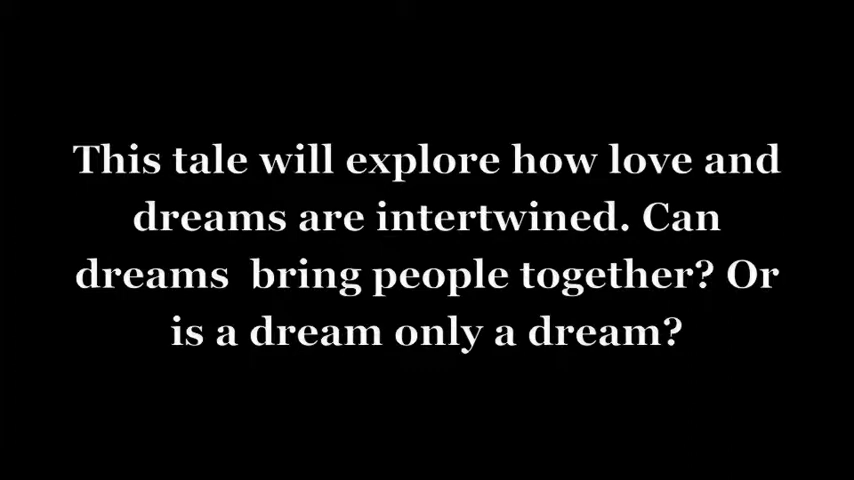 This tale will explore how love and
dreams are intertwined. Can
dreams  bring people together? Or
is a dream only a dream?